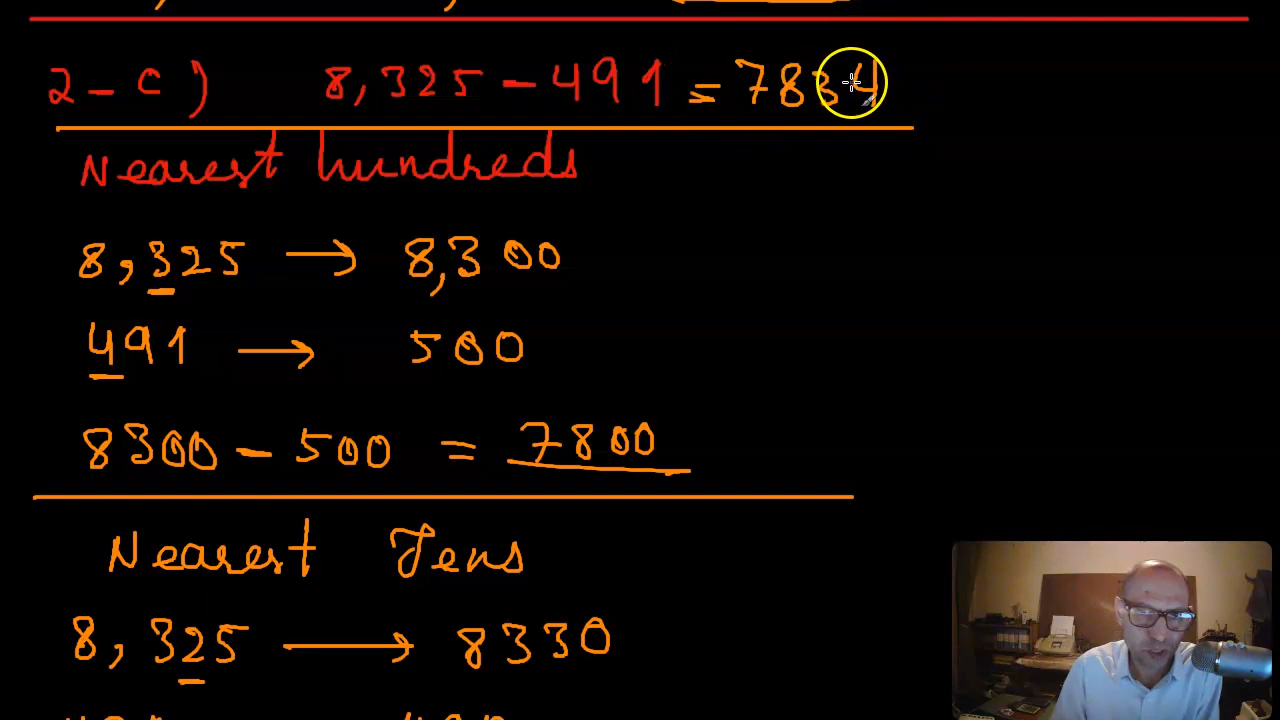 2 - c) 8,325 - 491 = 7834
Nearest hundreds
8,325 → 8,300
491 → 500
8300 - 500 = 7800
Nearest Tens
8,325 → 8330